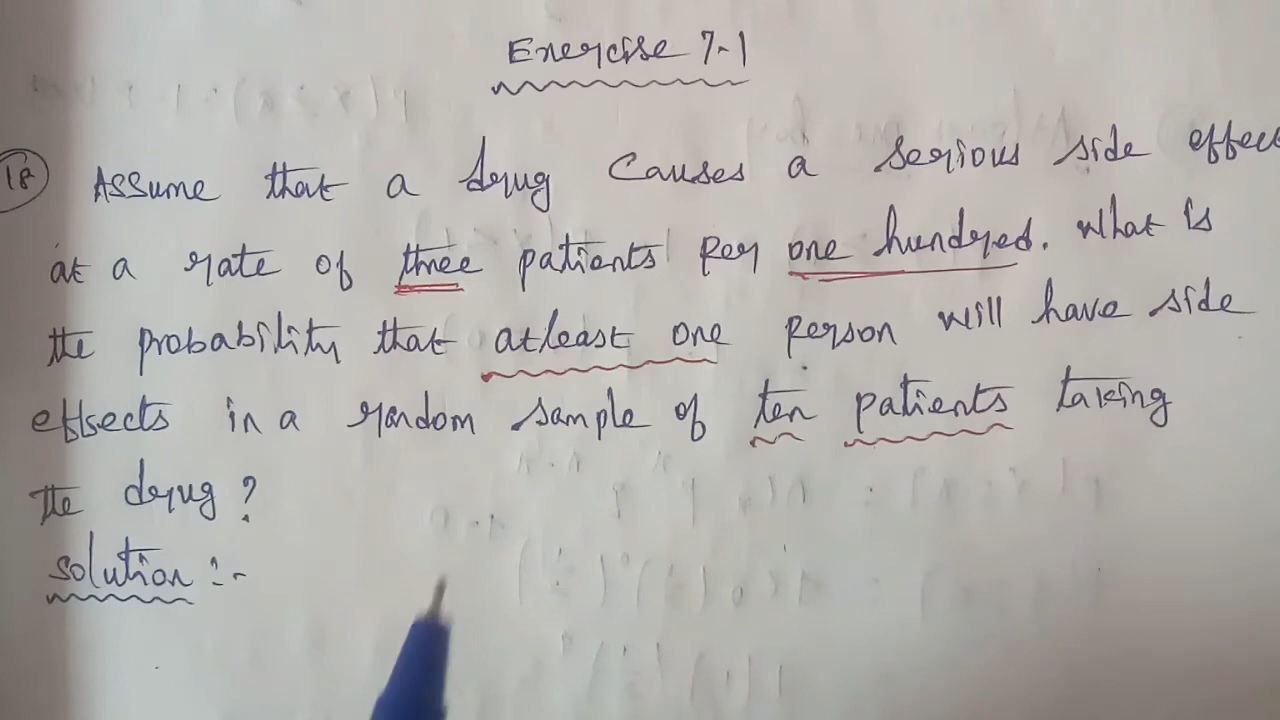 Exercise 7.1
18 Assume that a drug causes a serious side effect
at a rate of three patients per one hundred. What is
the probability that atleast one person will have side
effsects in a random sample of ten patients taking
the drug?
solution :-